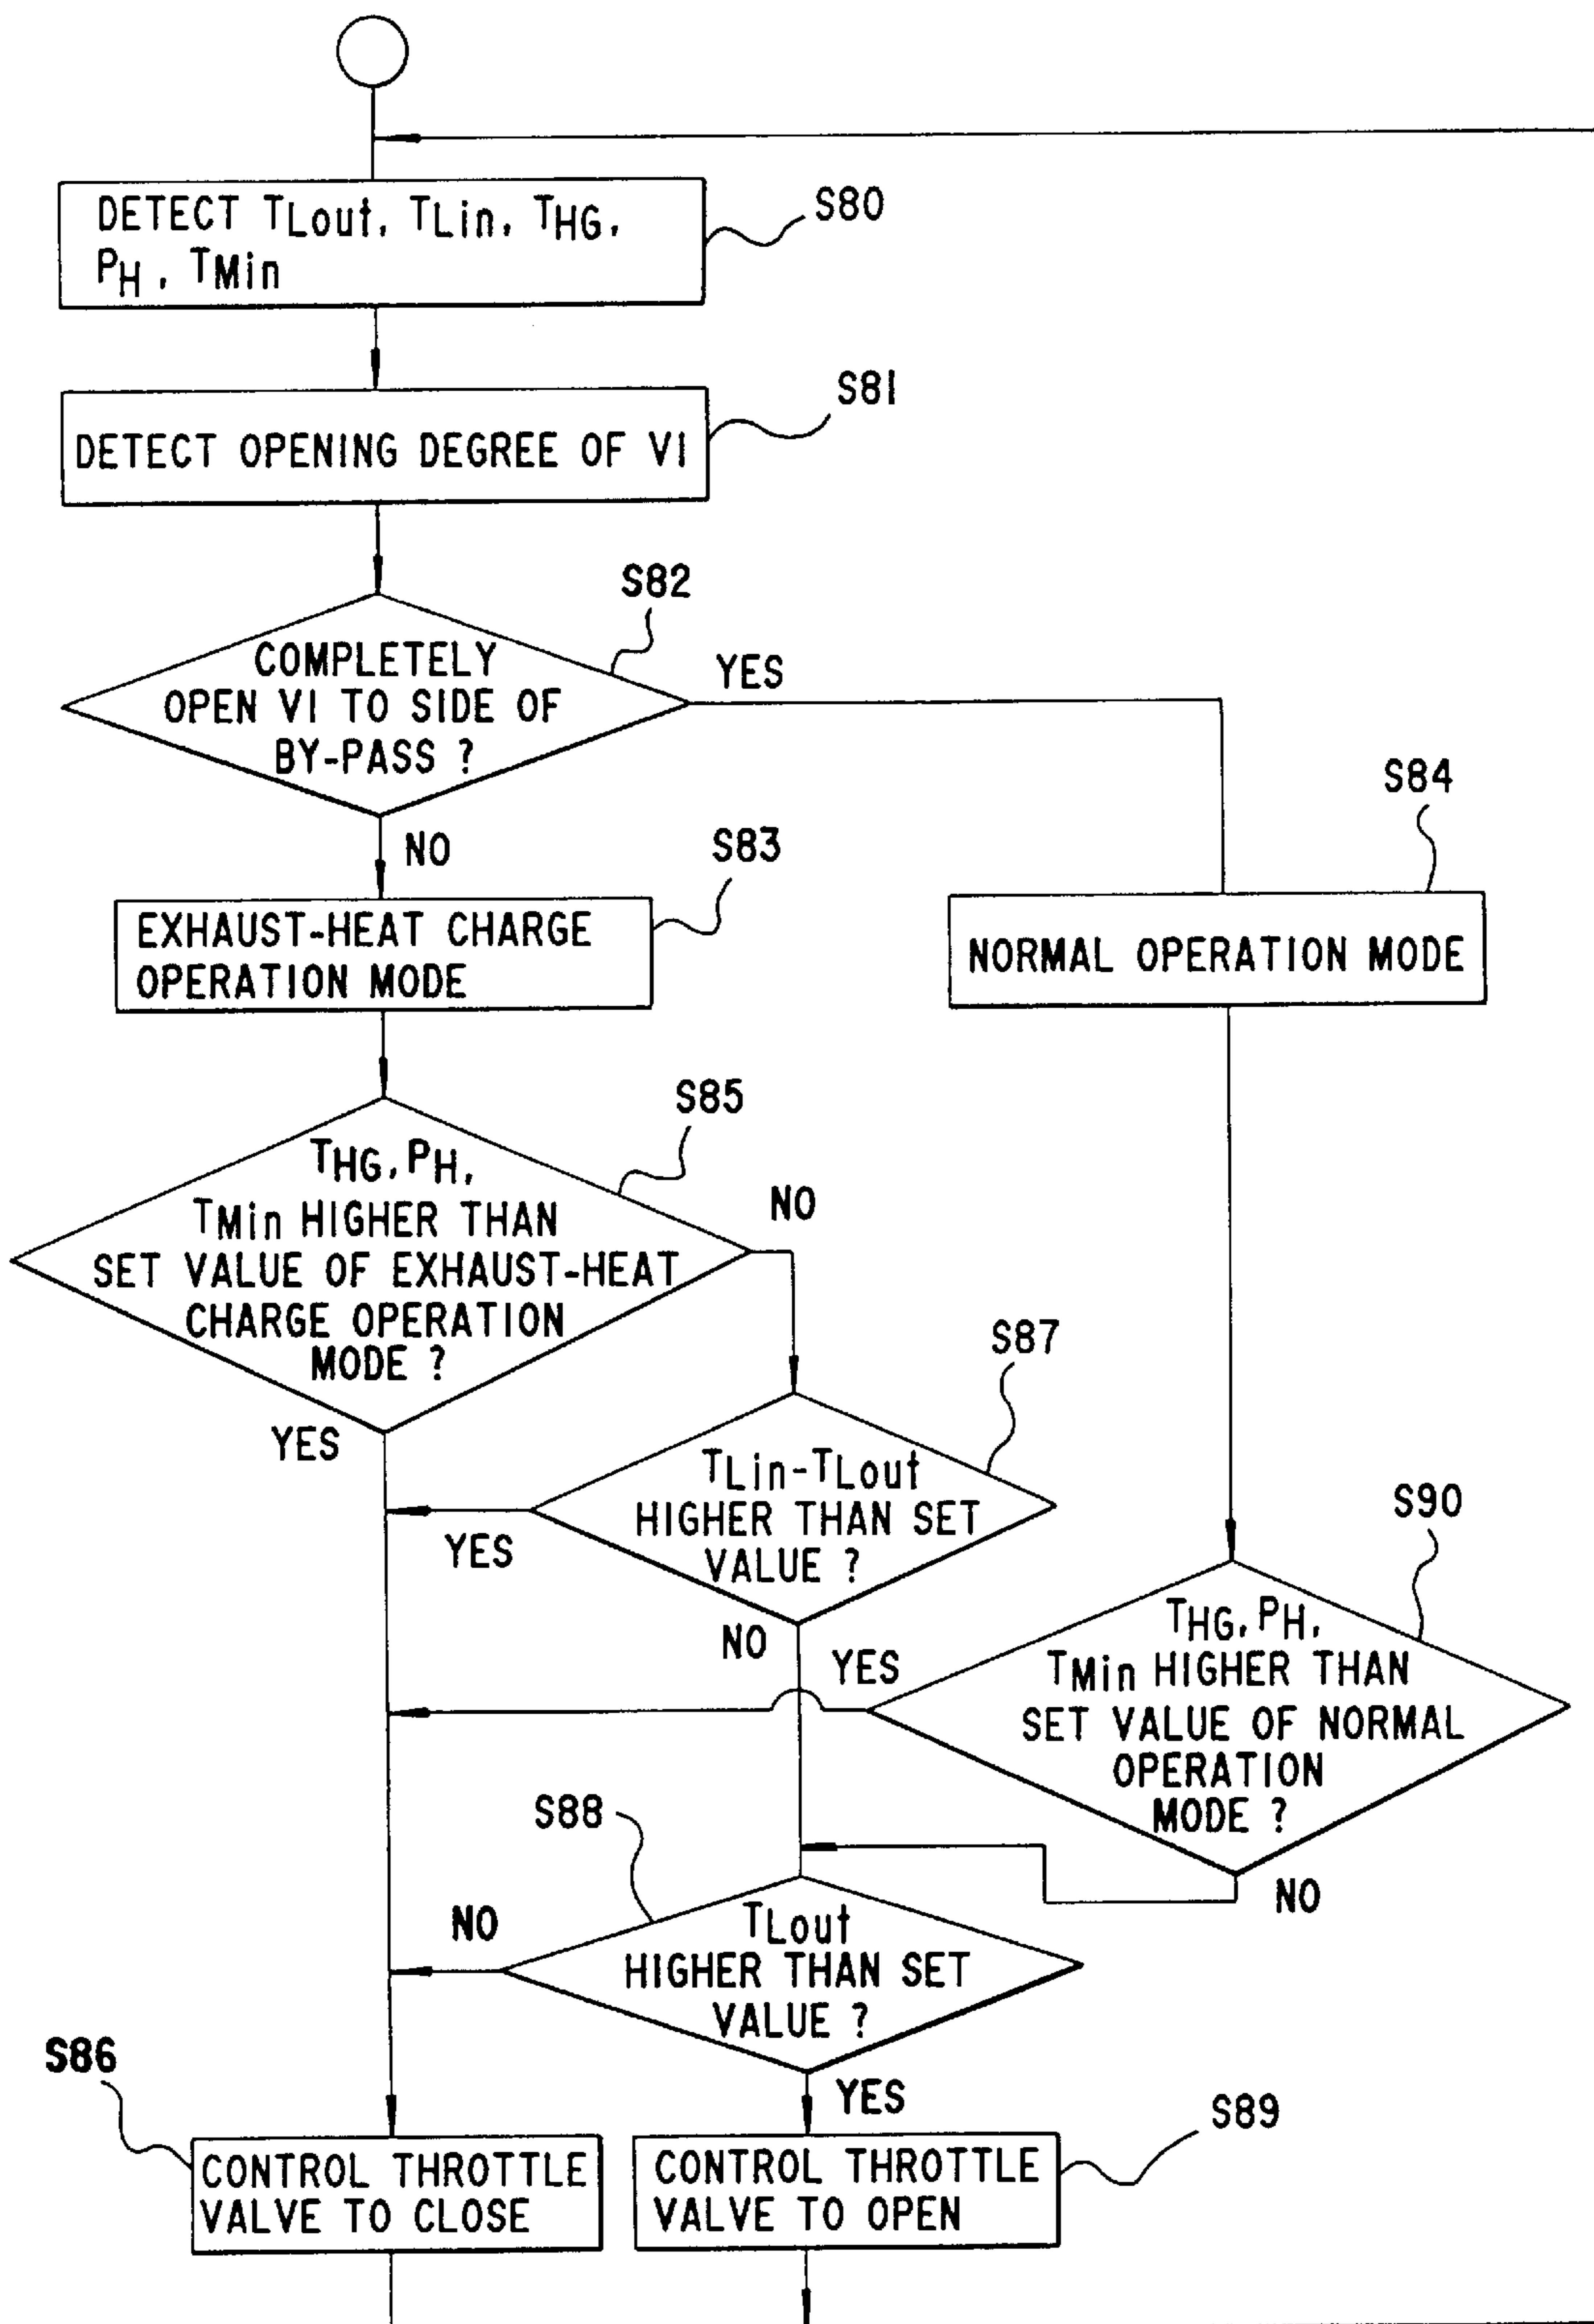 DETECT TLout, TLin, THG,
PH, TMin
S80
DETECT OPENING DEGREE OF V1
S81
S82
COMPLETELY
OPEN V1 TO SIDE OF
BY-PASS ?
YES
NO
S83
EXHAUST-HEAT CHARGE
OPERATION MODE
S84
NORMAL OPERATION MODE
S85
THG, PH,
TMin HIGHER THAN
SET VALUE OF EXHAUST-HEAT
CHARGE OPERATION
MODE ?
NO
YES
S87
TLin-TLout
HIGHER THAN SET
VALUE ?
YES
NO
S90
THG, PH,
TMin HIGHER THAN
SET VALUE OF NORMAL
OPERATION
MODE ?
YES
NO
S88
TLout
HIGHER THAN SET
VALUE ?
NO
YES
S86
CONTROL THROTTLE
VALVE TO CLOSE
S89
CONTROL THROTTLE
VALVE TO OPEN